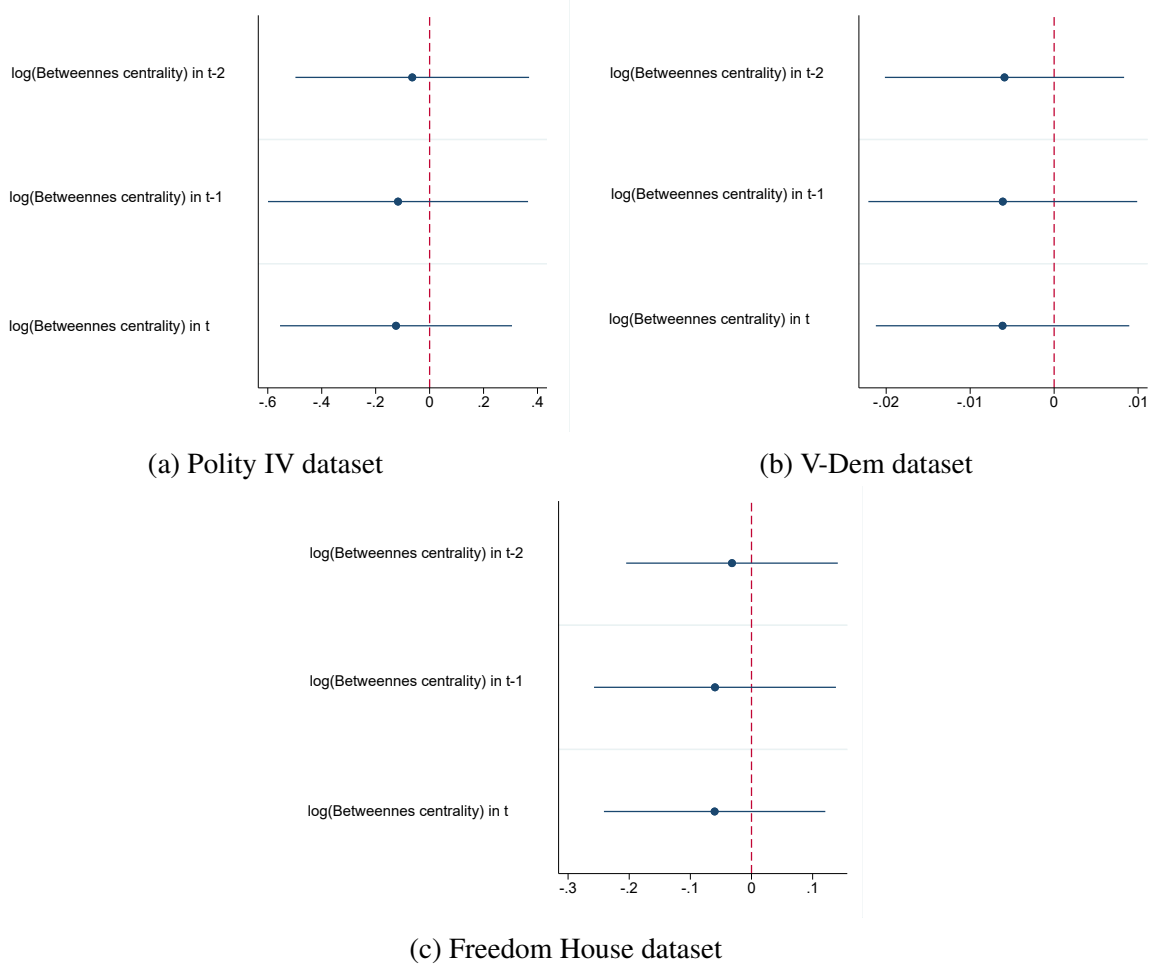 log(Betweennes centrality) in t-2
log(Betweennes centrality) in t-1
log(Betweennes centrality) in t
-.6 -.4 -.2 0 .2 .4
(a) Polity IV dataset
log(Betweennes centrality) in t-2
log(Betweennes centrality) in t-1
log(Betweennes centrality) in t
-.02 -.01 0 .01
(b) V-Dem dataset
log(Betweennes centrality) in t-2
log(Betweennes centrality) in t-1
log(Betweennes centrality) in t
-.3 -.2 -.1 0 .1
(c) Freedom House dataset